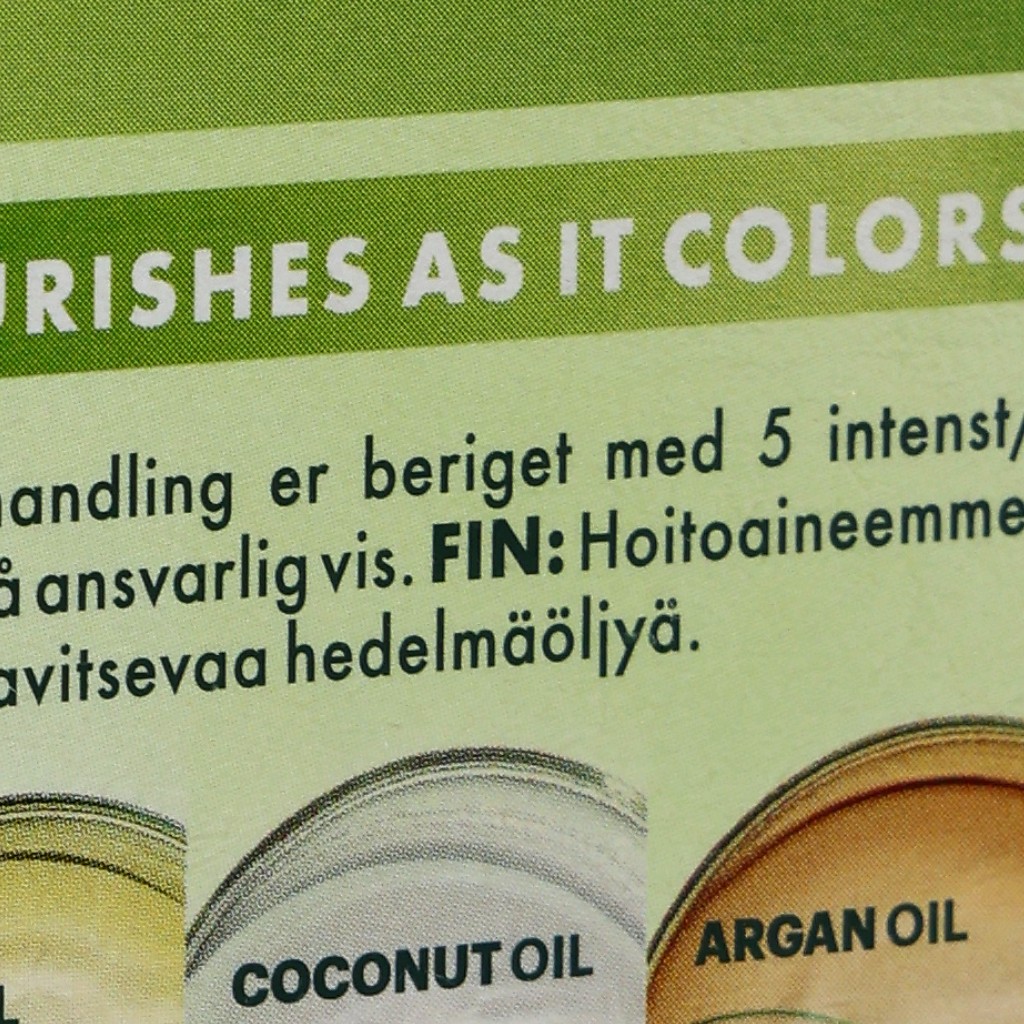 URISHES AS IT COLORS
handling er beriget med 5 intenst/
å ansvarlig vis. FIN: Hoitoaineemme
avitsevaa hedelmäöljyä.
COCONUT OIL
ARGAN OIL
L